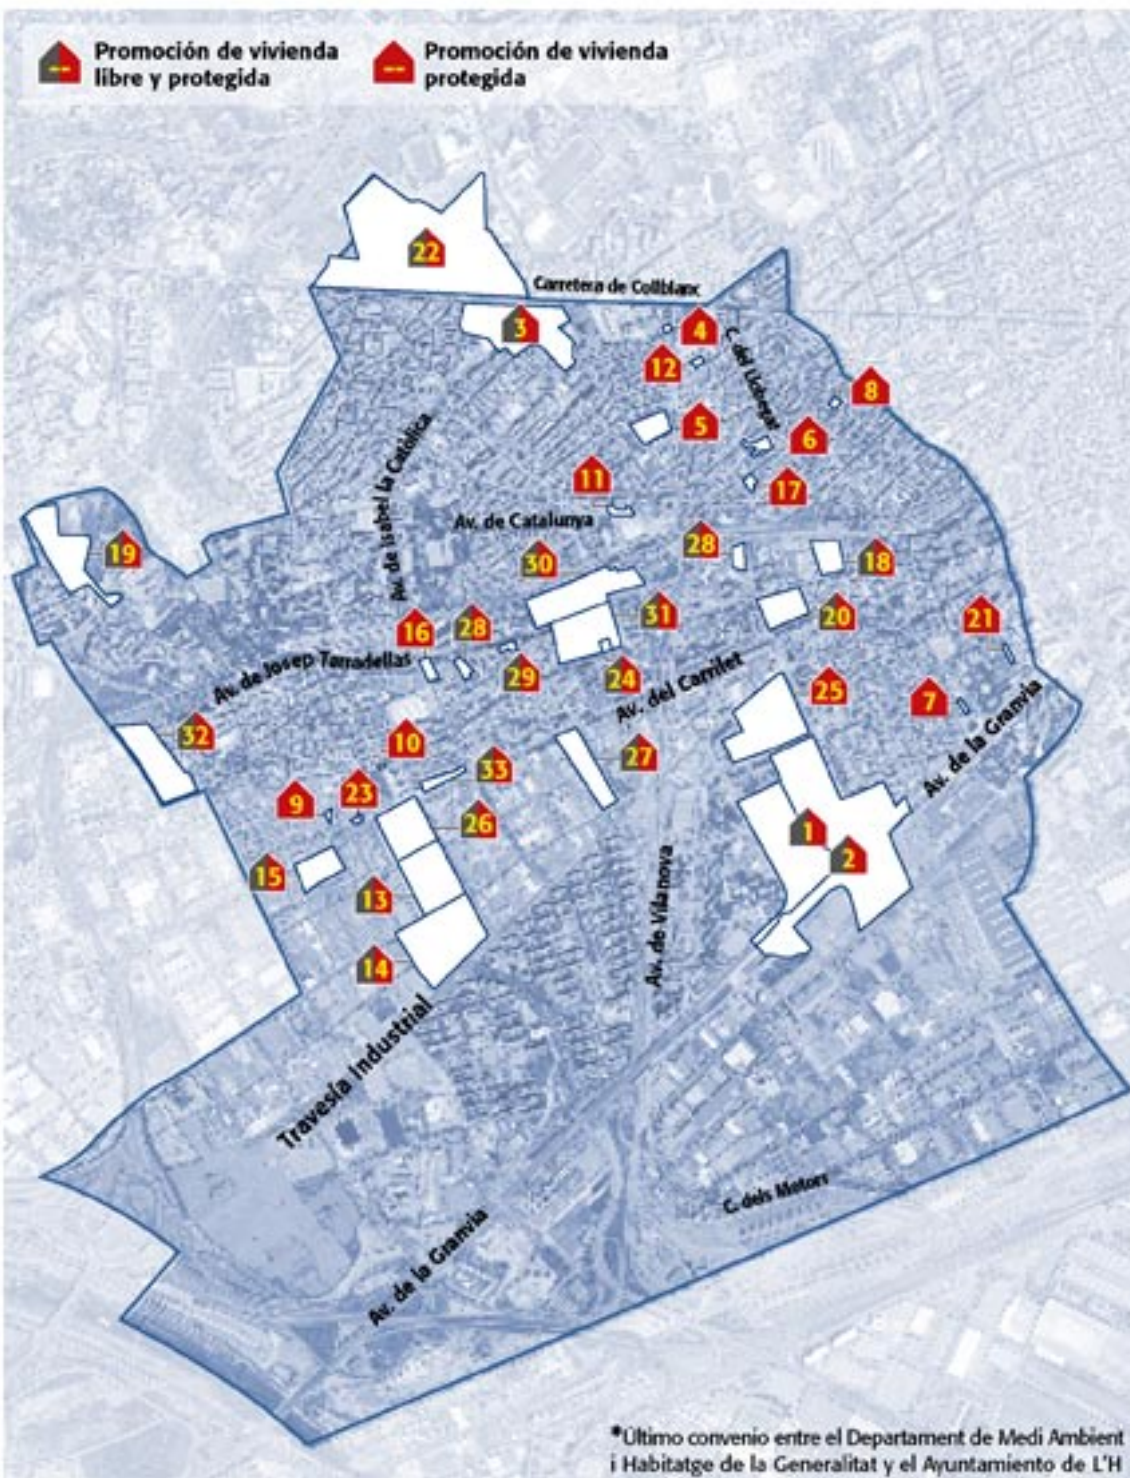 Promoción de vivienda
libre y protegida
Promoción de vivienda
protegida
22
Carretera de Collblanc
3
4
12
C. del Llobregat
8
5
6
Av. de Isabel la Catòlica
11
17
Av. de Catalunya
19
28
30
18
16
28
31
20
21
Av. de Josep Tarradellas
29
24
Av. del Carrilet
25
7
Av. de la Granvia
32
10
33
27
9
23
26
1
2
15
13
Av. de Vilanova
14
Travesía Industrial
C. dels Motors
Av. de la Granvia
*Último convenio entre el Departament de Medi Ambient
i Habitatge de la Generalitat y el Ayuntamiento de L'H